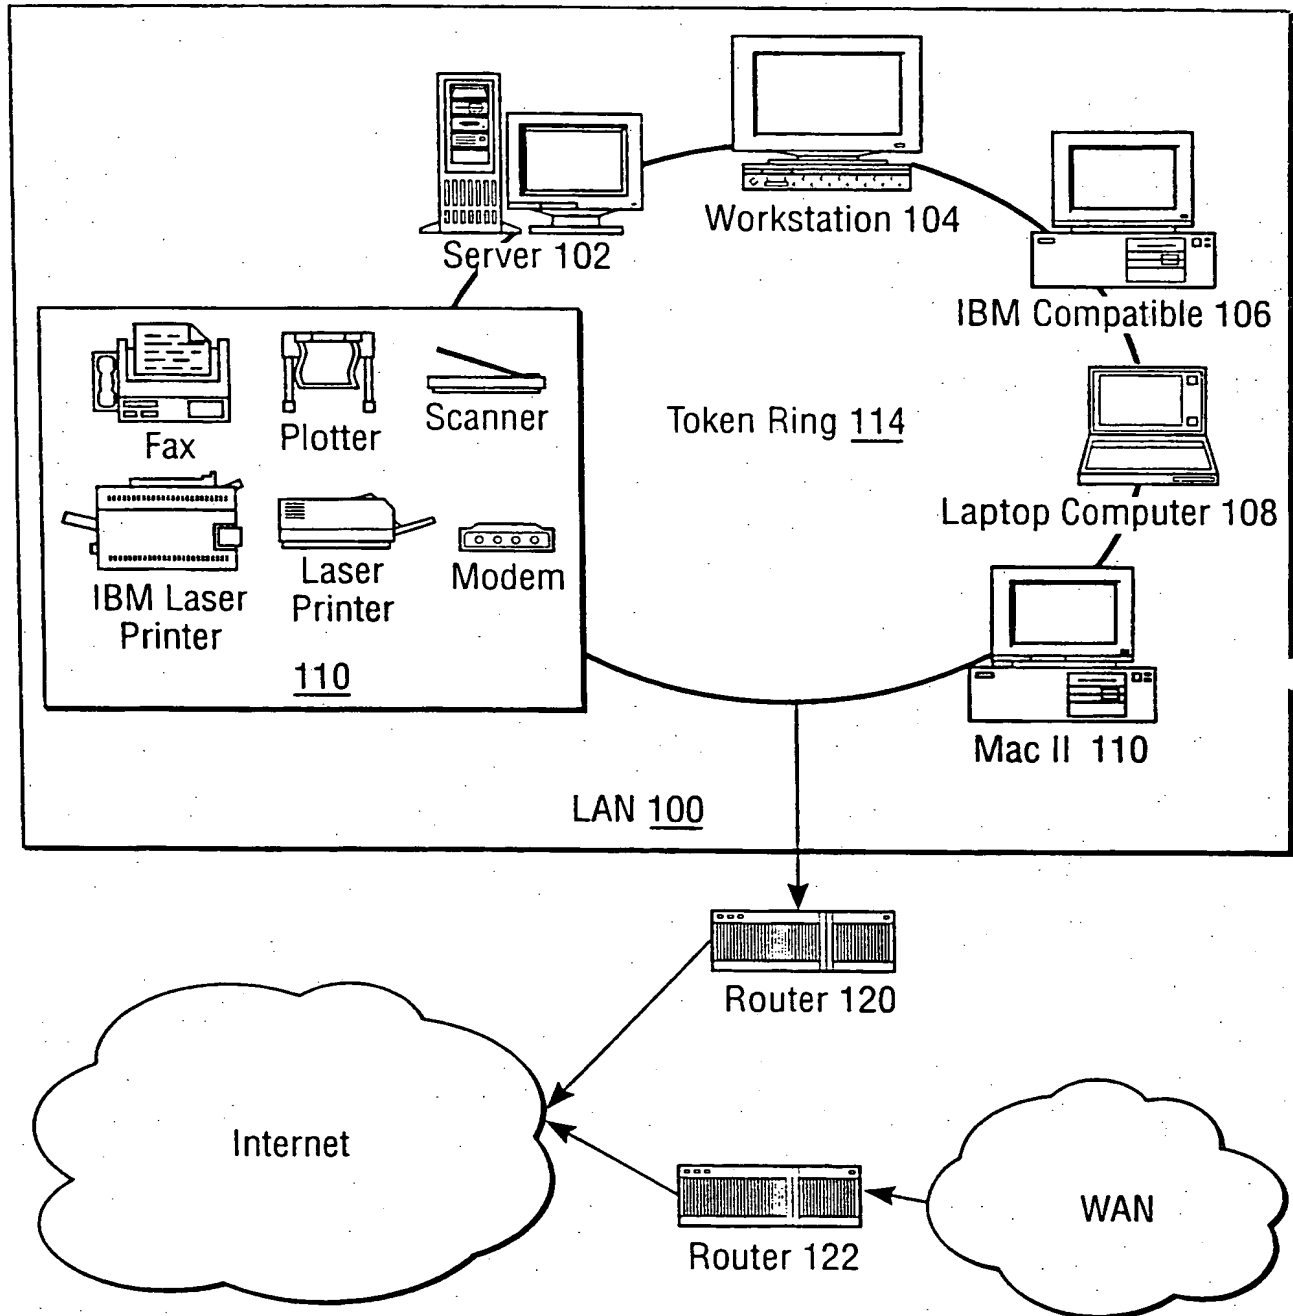 Workstation 104
Server 102
IBM Compatible 106
Fax
Plotter
Scanner
Token Ring 114
Laptop Computer 108
IBM Laser
Printer
Laser
Printer
Modem
110
Mac II 110
LAN 100
Router 120
Internet
WAN
Router 122